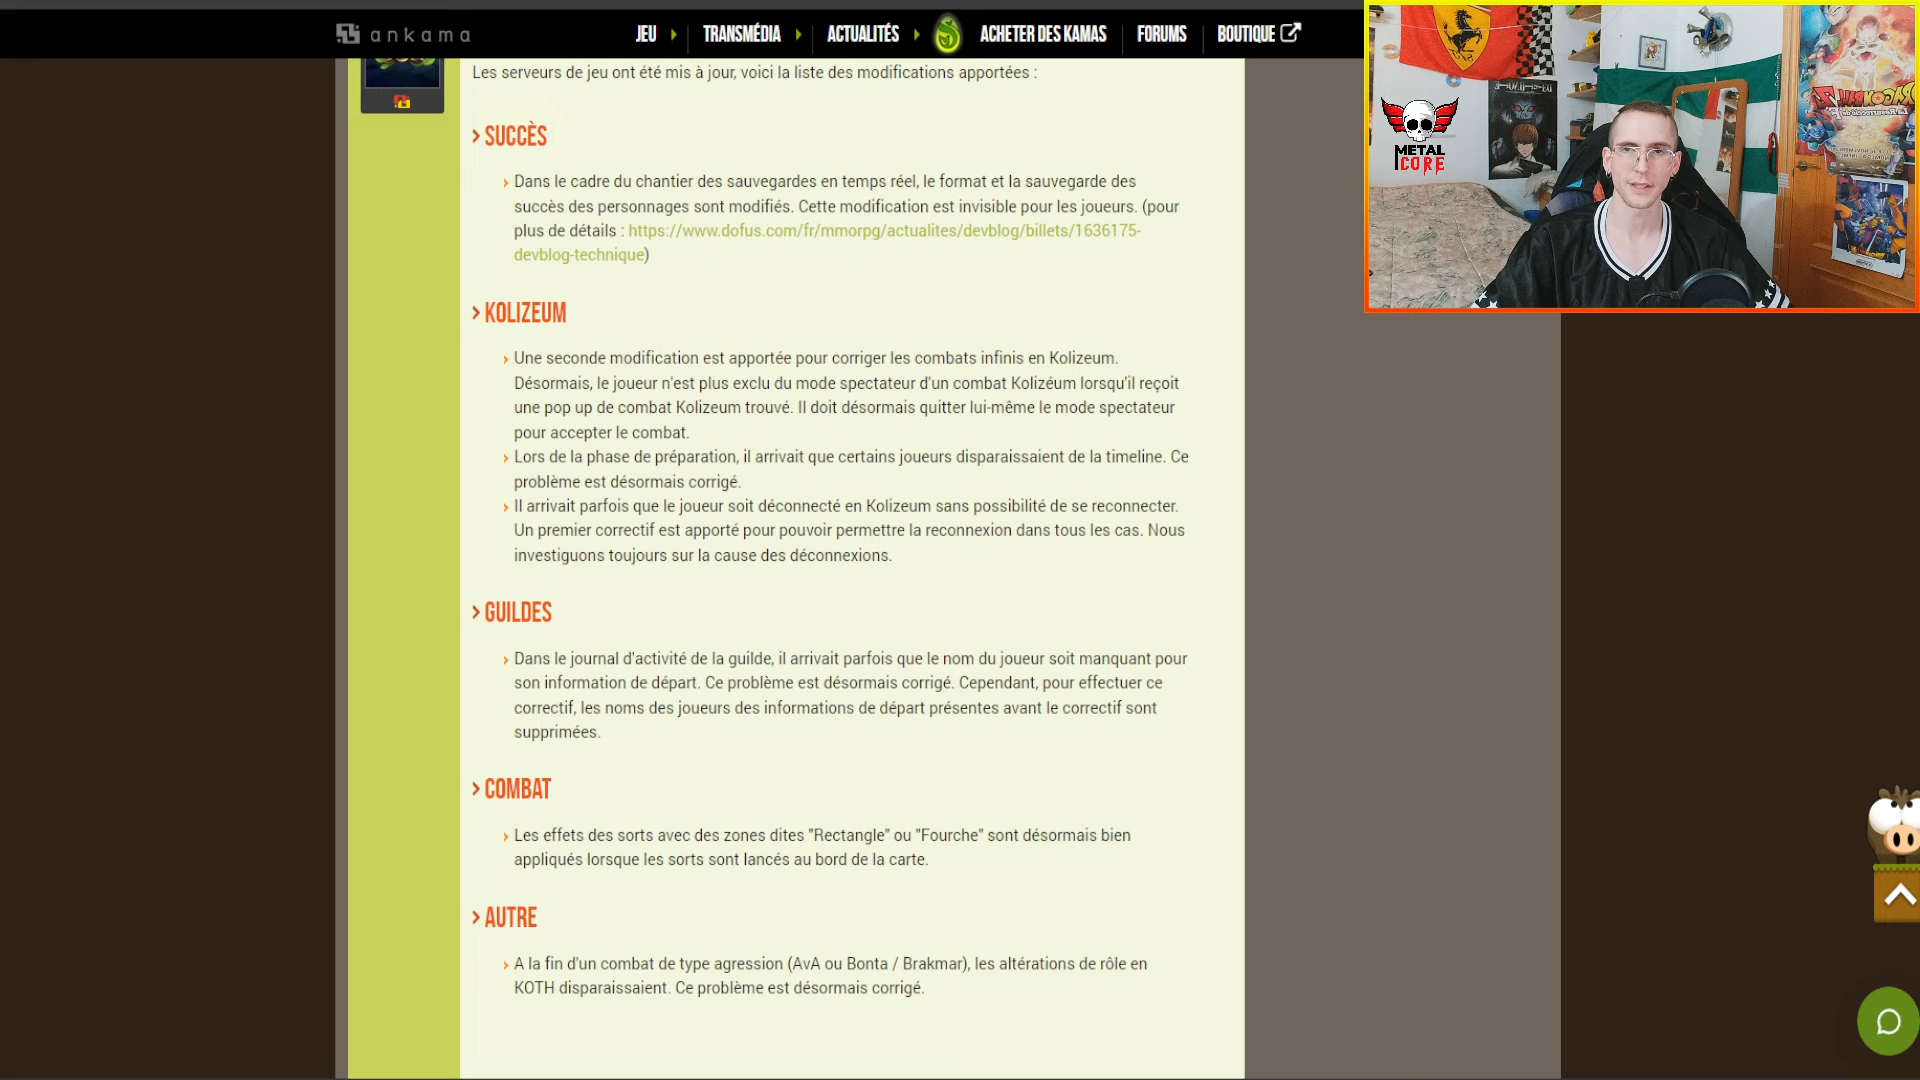 ankama
JEU
TRANSMÉDIA
ACTUALITÉS
ACHETER DES KAMAS
FORUMS
BOUTIQUE
Les serveurs de jeu ont été mis à jour, voici la liste des modifications apportées :
SUCCÈS
Dans le cadre du chantier des sauvegardes en temps réel, le format et la sauvegarde des
succès des personnages sont modifiés. Cette modification est invisible pour les joueurs. (pour
plus de détails : https://www.dofus.com/fr/mmorpg/actualites/devblog/billets/1636175-
devblog-technique)
KOLIZEUM
Une seconde modification est apportée pour corriger les combats infinis en Kolizeum.
Désormais, le joueur n'est plus exclu du mode spectateur d'un combat Kolizéum lorsqu'il reçoit
une pop up de combat Kolizeum trouvé. Il doit désormais quitter lui-même le mode spectateur
pour accepter le combat.
Lors de la phase de préparation, il arrivait que certains joueurs disparaissaient de la timeline. Ce
problème est désormais corrigé.
Il arrivait parfois que le joueur soit déconnecté en Kolizeum sans possibilité de se reconnecter.
Un premier correctif est apporté pour pouvoir permettre la reconnexion dans tous les cas. Nous
investiguons toujours sur la cause des déconnexions.
GUILDES
Dans le journal d'activité de la guilde, il arrivait parfois que le nom du joueur soit manquant pour
son information de départ. Ce problème est désormais corrigé. Cependant, pour effectuer ce
correctif, les noms des joueurs des informations de départ présentes avant le correctif sont
supprimées.
COMBAT
Les effets des sorts avec des zones dites "Rectangle" ou "Fourche" sont désormais bien
appliqués lorsque les sorts sont lancés au bord de la carte.
AUTRE
A la fin d'un combat de type agression (AvA ou Bonta / Brakmar), les altérations de rôle en
KOTH disparaissaient. Ce problème est désormais corrigé.
METAL
CORE